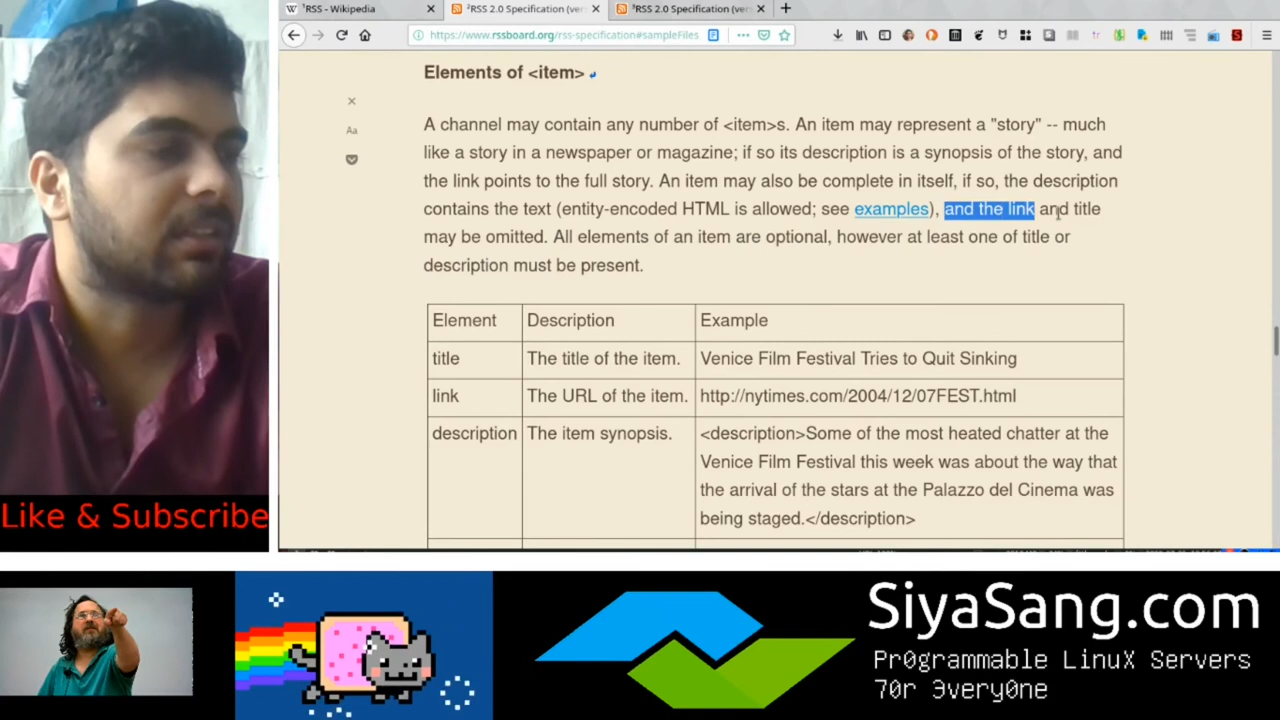 ¹RSS - Wikipedia
²RSS 2.0 Specification (ver
³RSS 2.0 Specification (ver
https://www.rssboard.org/rss-specification#sampleFiles
Elements of <item>
Aa
A channel may contain any number of <item>s. An item may represent a "story" -- much
like a story in a newspaper or magazine; if so its description is a synopsis of the story, and
the link points to the full story. An item may also be complete in itself, if so, the description
contains the text (entity-encoded HTML is allowed; see examples), and the link and title
may be omitted. All elements of an item are optional, however at least one of title or
description must be present.
Element Description Example
title The title of the item. Venice Film Festival Tries to Quit Sinking
link The URL of the item. http://nytimes.com/2004/12/07FEST.html
description The item synopsis. <description>Some of the most heated chatter at the
Venice Film Festival this week was about the way that
the arrival of the stars at the Palazzo del Cinema was
being staged.</description>
Like & Subscribe
SiyaSang.com
Pr0grammable LinuX Servers
70r Эvery0ne